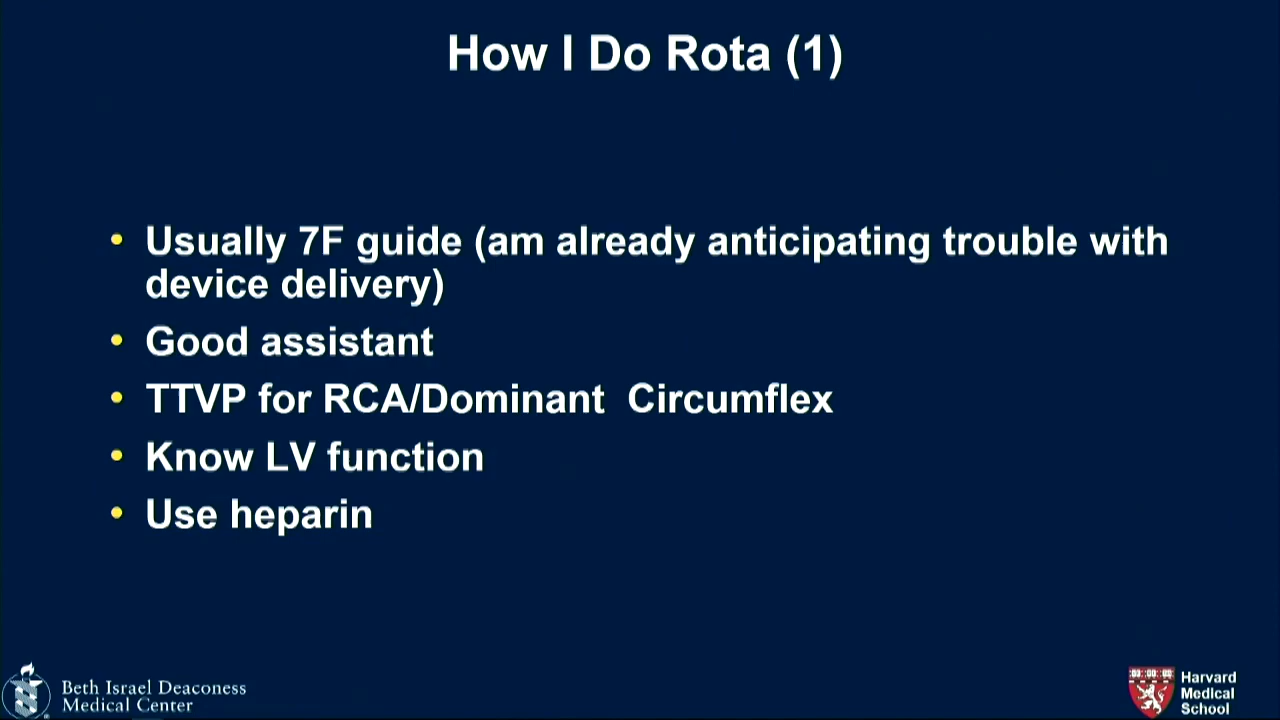 How I Do Rota (1)
• Usually 7F guide (am already anticipating trouble with
device delivery)
• Good assistant
• TTVP for RCA/Dominant Circumflex
• Know LV function
• Use heparin
Beth Israel Deaconess
Medical Center
Harvard
Medical
School